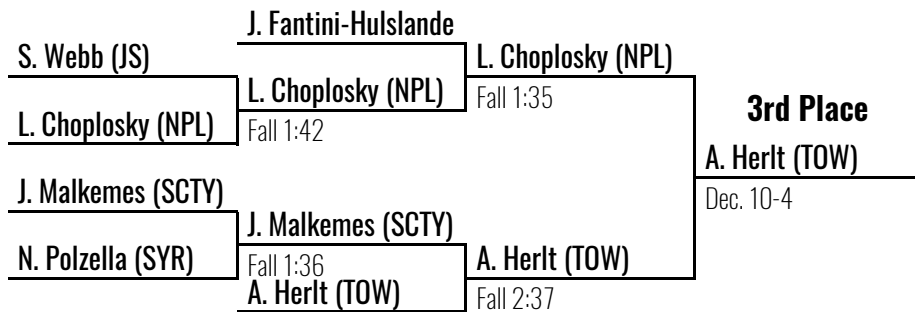 J. Fantini-Hulslande
S. Webb (JS)
L. Choplosky (NPL)
L. Choplosky (NPL)
Fall 1:35
L. Choplosky (NPL)
Fall 1:42
3rd Place
A. Herlt (TOW)
Dec. 10-4
J. Malkemes (SCTY)
J. Malkemes (SCTY)
N. Polzella (SYR)
A. Herlt (TOW)
Fall 1:36
A. Herlt (TOW)
Fall 2:37